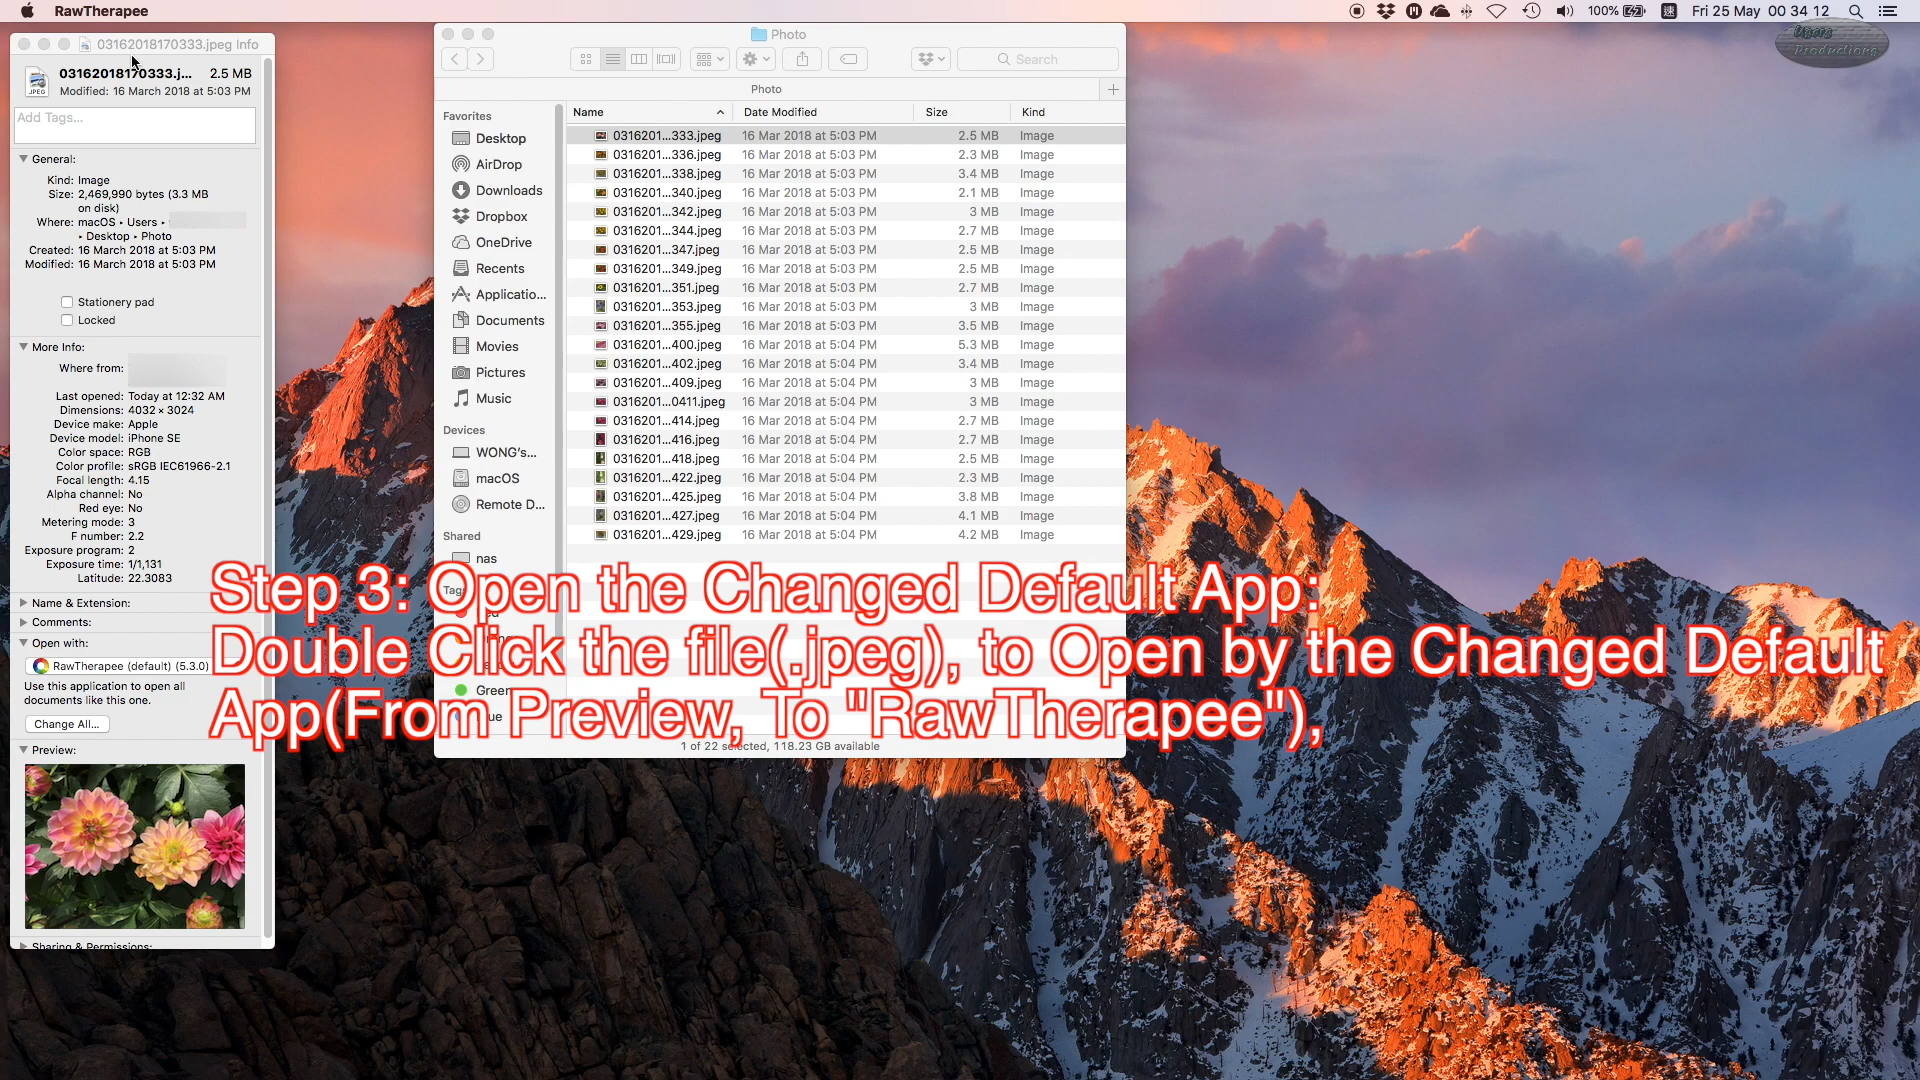 RawTherapee
100%
Fri 25 May 00 34 12
Users
Productions
03162018170333.jpeg Info
03162018170333.j... 2.5 MB
Modified: 16 March 2018 at 5:03 PM
Add Tags...
General:
Kind: Image
Size: 2,469,990 bytes (3.3 MB
on disk)
Where: macOS ▸ Users ▸
▸ Desktop ▸ Photo
Created: 16 March 2018 at 5:03 PM
Modified: 16 March 2018 at 5:03 PM
Stationery pad
Locked
More Info:
Where from:
Last opened: Today at 12:32 AM
Dimensions: 4032 × 3024
Device make: Apple
Device model: iPhone SE
Color space: RGB
Color profile: sRGB IEC61966-2.1
Focal length: 4.15
Alpha channel: No
Red eye: No
Metering mode: 3
F number: 2.2
Exposure program: 2
Exposure time: 1/1,131
Latitude: 22.3083
Name & Extension:
Comments:
Open with:
RawTherapee (default) (5.3.0)
Use this application to open all
documents like this one.
Change All...
Preview:
Sharing & Permissions:
Photo
Search
Photo
Favorites
Desktop
AirDrop
Downloads
Dropbox
OneDrive
Recents
Applicatio...
Documents
Movies
Pictures
Music
Devices
WONG's...
macOS
Remote D...
Shared
nas
Green
Name Date Modified Size Kind
0316201...333.jpeg 16 Mar 2018 at 5:03 PM 2.5 MB Image
0316201...336.jpeg 16 Mar 2018 at 5:03 PM 2.3 MB Image
0316201...338.jpeg 16 Mar 2018 at 5:03 PM 3.4 MB Image
0316201...340.jpeg 16 Mar 2018 at 5:03 PM 2.1 MB Image
0316201...342.jpeg 16 Mar 2018 at 5:03 PM 3 MB Image
0316201...344.jpeg 16 Mar 2018 at 5:03 PM 2.7 MB Image
0316201...347.jpeg 16 Mar 2018 at 5:03 PM 2.5 MB Image
0316201...349.jpeg 16 Mar 2018 at 5:03 PM 2.5 MB Image
0316201...351.jpeg 16 Mar 2018 at 5:03 PM 2.7 MB Image
0316201...353.jpeg 16 Mar 2018 at 5:03 PM 3 MB Image
0316201...355.jpeg 16 Mar 2018 at 5:03 PM 3.5 MB Image
0316201...400.jpeg 16 Mar 2018 at 5:04 PM 5.3 MB Image
0316201...402.jpeg 16 Mar 2018 at 5:04 PM 3.4 MB Image
0316201...409.jpeg 16 Mar 2018 at 5:04 PM 3 MB Image
0316201...0411.jpeg 16 Mar 2018 at 5:04 PM 3 MB Image
0316201...414.jpeg 16 Mar 2018 at 5:04 PM 2.7 MB Image
0316201...416.jpeg 16 Mar 2018 at 5:04 PM 2.7 MB Image
0316201...418.jpeg 16 Mar 2018 at 5:04 PM 2.5 MB Image
0316201...422.jpeg 16 Mar 2018 at 5:04 PM 2.3 MB Image
0316201...425.jpeg 16 Mar 2018 at 5:04 PM 3.8 MB Image
0316201...427.jpeg 16 Mar 2018 at 5:04 PM 4.1 MB Image
0316201...429.jpeg 16 Mar 2018 at 5:04 PM 4.2 MB Image
1 of 22 selected, 118.23 GB available
Step 3: Open the Changed Default App:
Double Click the file(.jpeg), to Open by the Changed Default
App(From Preview, To "RawTherapee"),